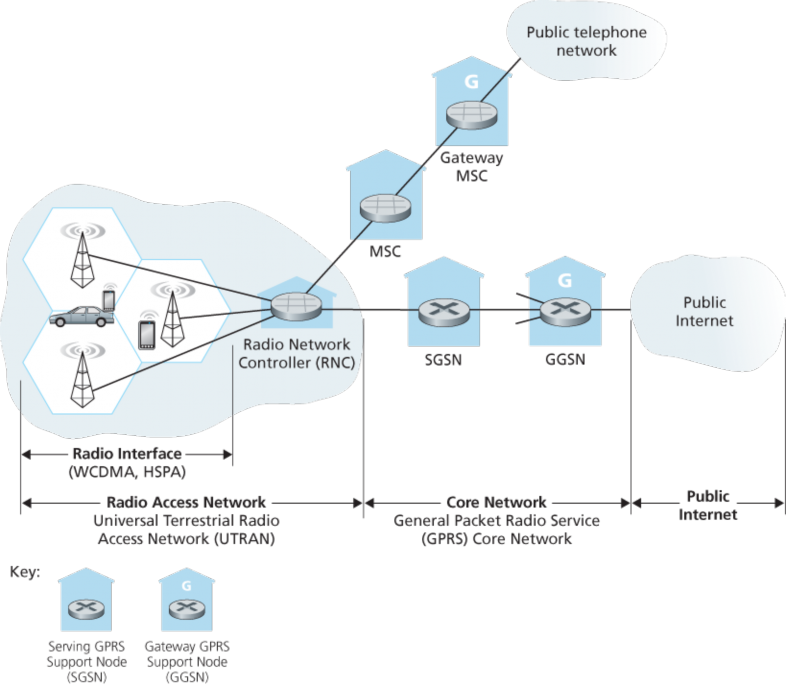 Public telephone
network
G
Gateway
MSC
MSC
G
Public
Internet
Radio Network
Controller (RNC)
SGSN
GGSN
Radio Interface
(WCDMA, HSPA)
Radio Access Network
Universal Terrestrial Radio
Access Network (UTRAN)
Core Network
General Packet Radio Service
(GPRS) Core Network
Public
Internet
Key:
G
Serving GPRS
Support Node
(SGSN)
Gateway GPRS
Support Node
(GGSN)